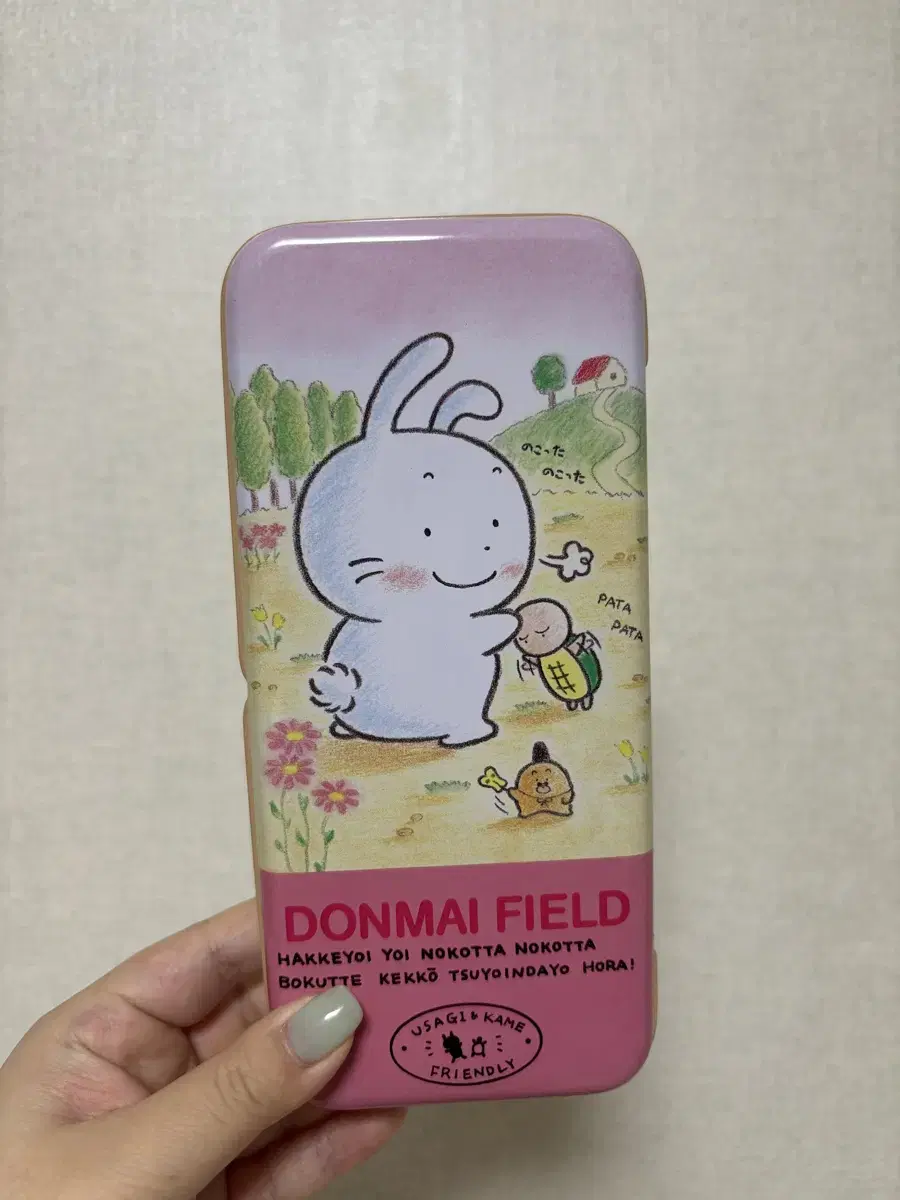 のこった
のこった
PATA
PATA
DONMAI FIELD
HAKKEYOI YOI NOKOTTA NOKOTTA
BOKUTTE KEKKŌ TSUYOINDAYO HORA!
USAGI & KAME
FRIENDLY